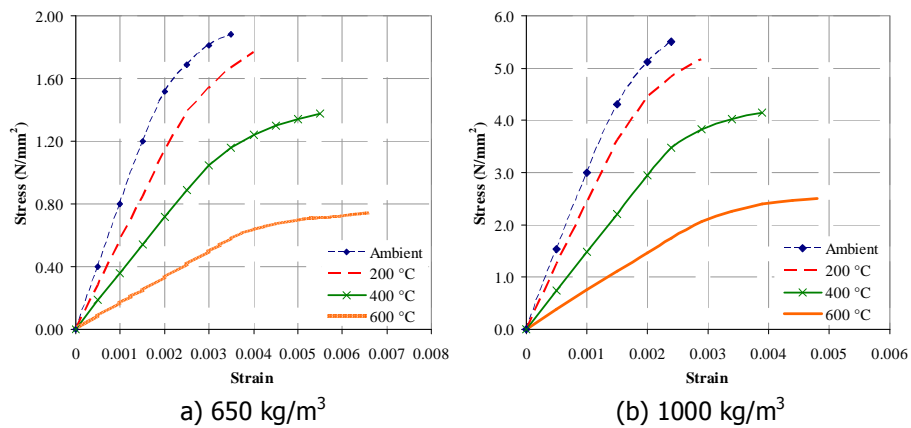 2.00
1.60
1.20
0.80
0.40
0.00
Stress (N/mm²)
0 0.001 0.002 0.003 0.004 0.005 0.006 0.007 0.008
Strain
Ambient
200 °C
400 °C
600 °C
a) 650 kg/m³
6.0
5.0
4.0
3.0
2.0
1.0
0.0
Stress (N/mm²)
0 0.001 0.002 0.003 0.004 0.005 0.006
Strain
Ambient
200 °C
400 °C
600 °C
(b) 1000 kg/m³